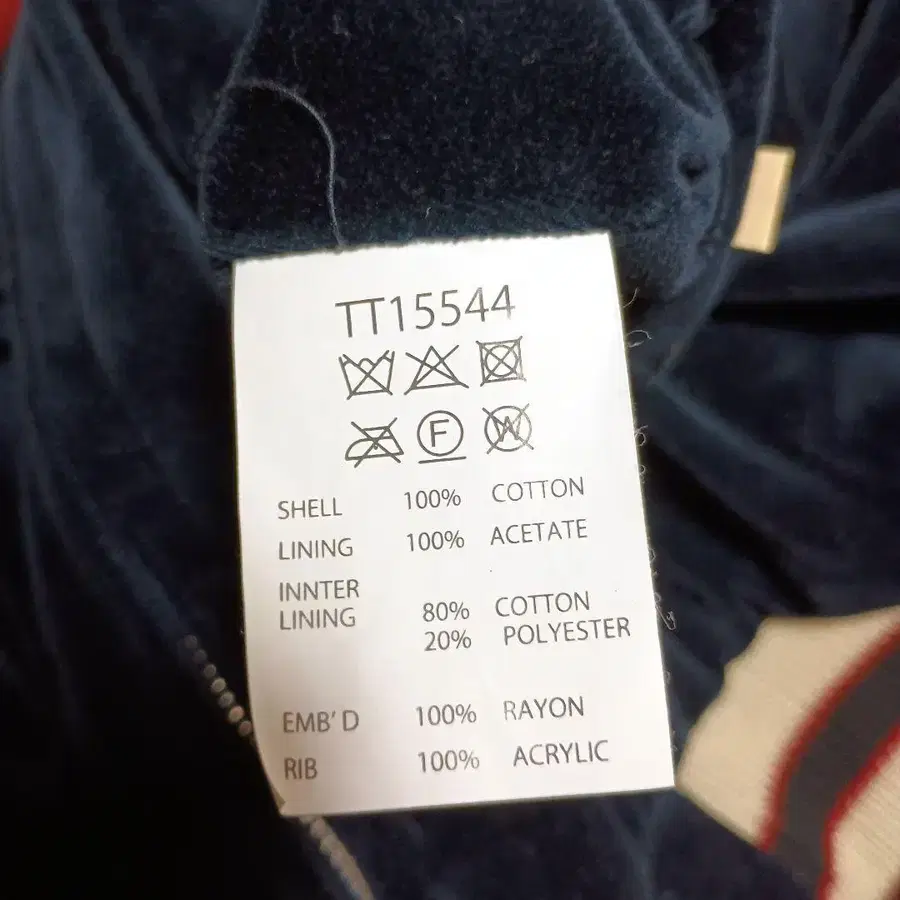 TT15544
F W
SHELL 100% COTTON
LINING 100% ACETATE
INNTER
LINING 80% COTTON
20% POLYESTER
EMB' D 100% RAYON
RIB 100% ACRYLIC